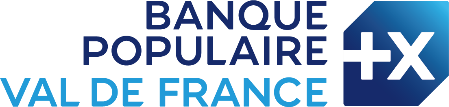 BANQUE
POPULAIRE
VAL DE FRANCE
+X